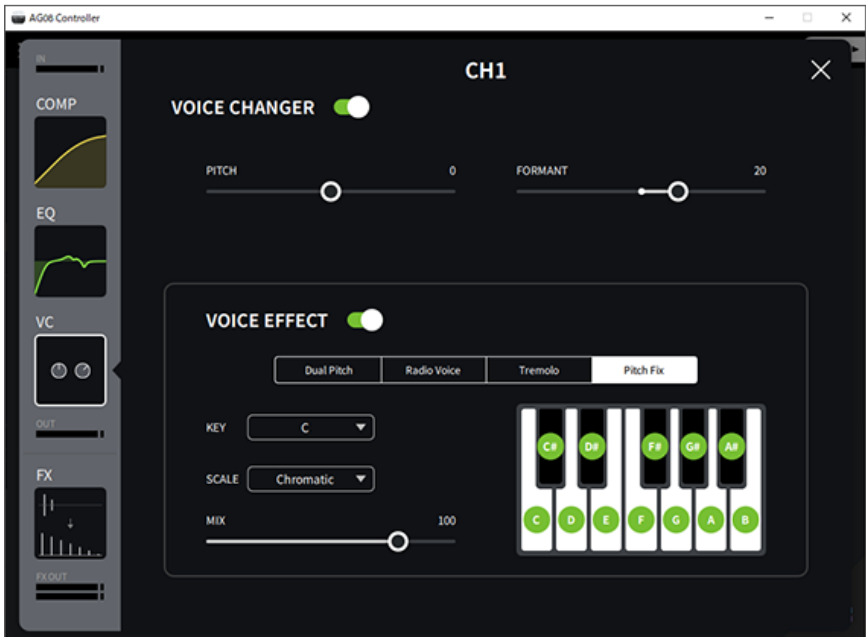 AG08 Controller
IN
CH1
COMP
VOICE CHANGER
PITCH 0 FORMANT 20
EQ
VC
VOICE EFFECT
Dual Pitch Radio Voice Tremolo Pitch Fix
OUT
KEY C
SCALE Chromatic
MIX 100
C# D# F# G# A#
C D E F G A B
FX
FX OUT